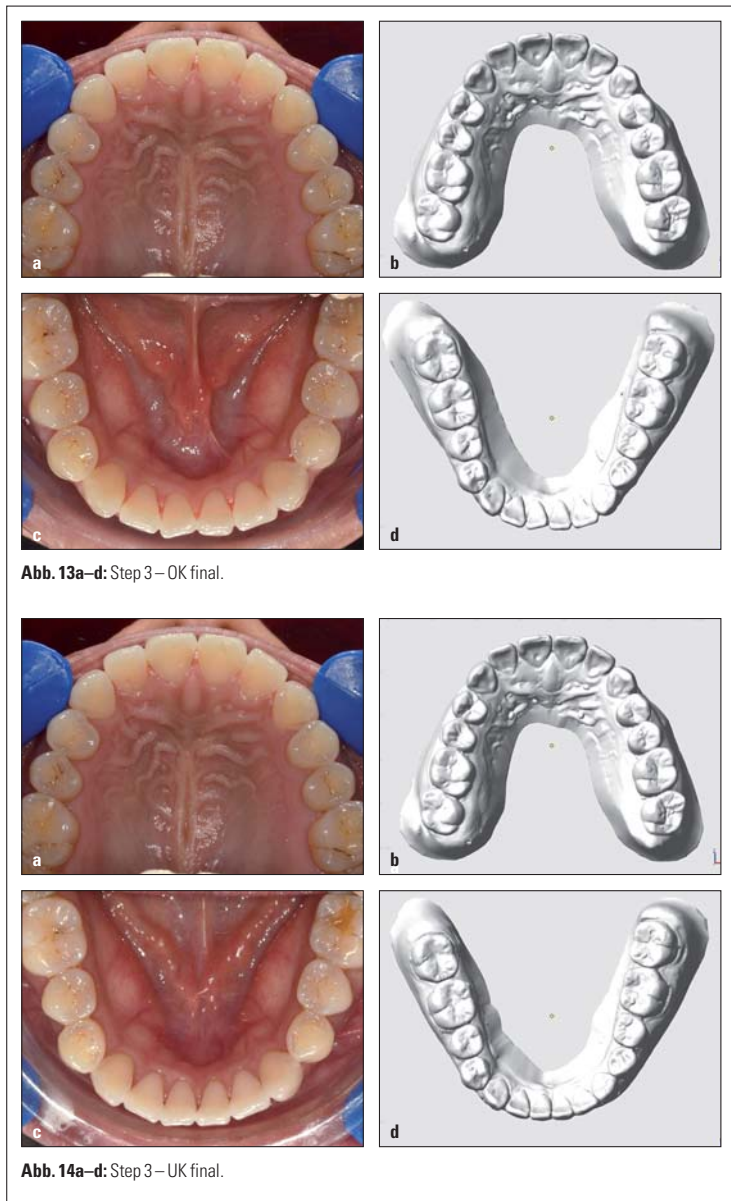 a
b
c
d
Abb. 13a–d: Step 3 – OK final.
a
b
c
d
Abb. 14a–d: Step 3 – UK final.